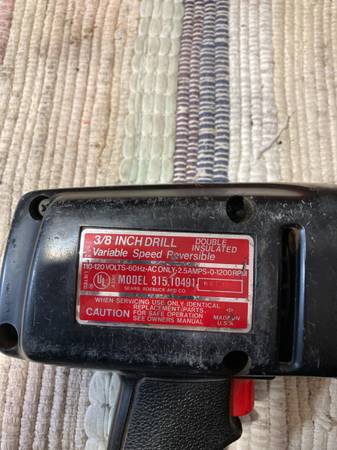 3/8 INCH DRILL DOUBLE INSULATED
Variable Speed Reversible
110-120 VOLTS-60Hz-AC ONLY-2.5AMPS-0-1200RPM
UL MODEL 315.10491
SEARS, ROEBUCK AND CO.
WHEN SERVICING USE ONLY IDENTICAL
REPLACEMENT PARTS.
CAUTION FOR SAFE OPERATION
SEE OWNERS MANUAL
MADE IN
U.S.A.